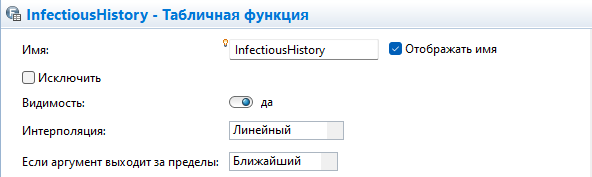 InfectiousHistory - Табличная функция
Имя: InfectiousHistory Отображать имя
Исключить
Видимость: да
Интерполяция: Линейный
Если аргумент выходит за пределы: Ближайший